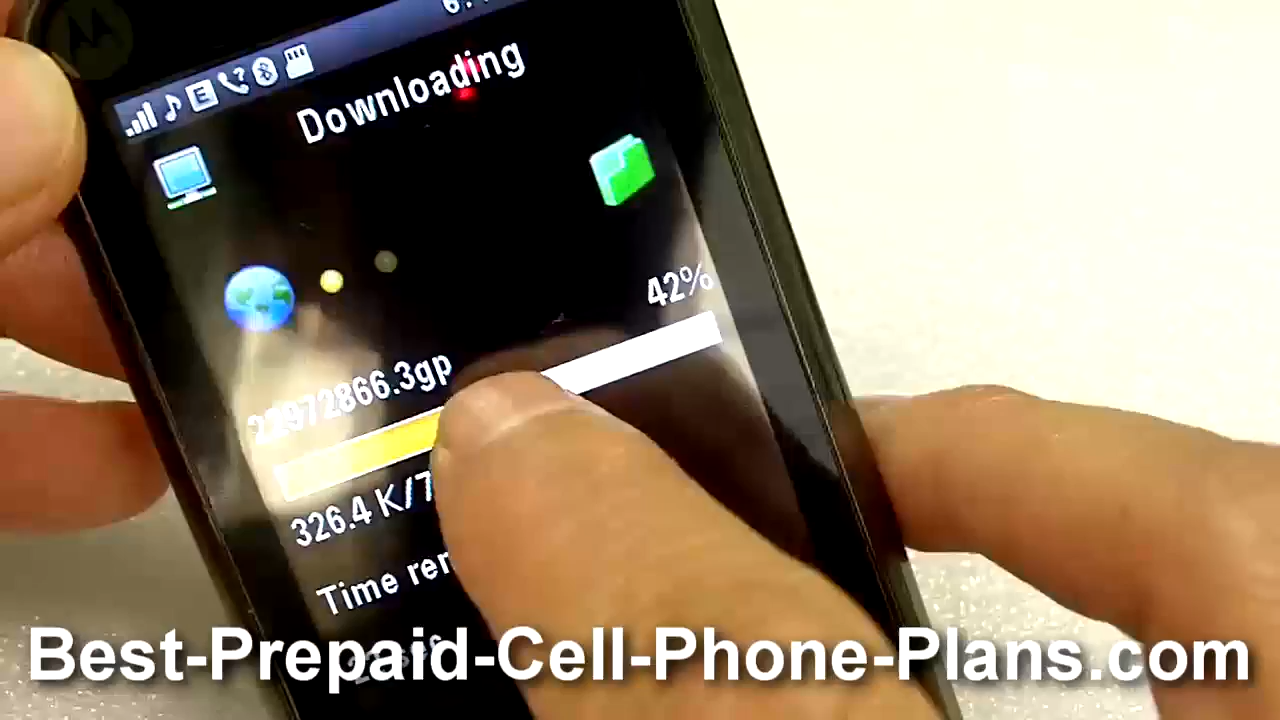 Downloading
42%
22972866.3gp
326.4 K/7
Time rem
Best-Prepaid-Cell-Phone-Plans.com